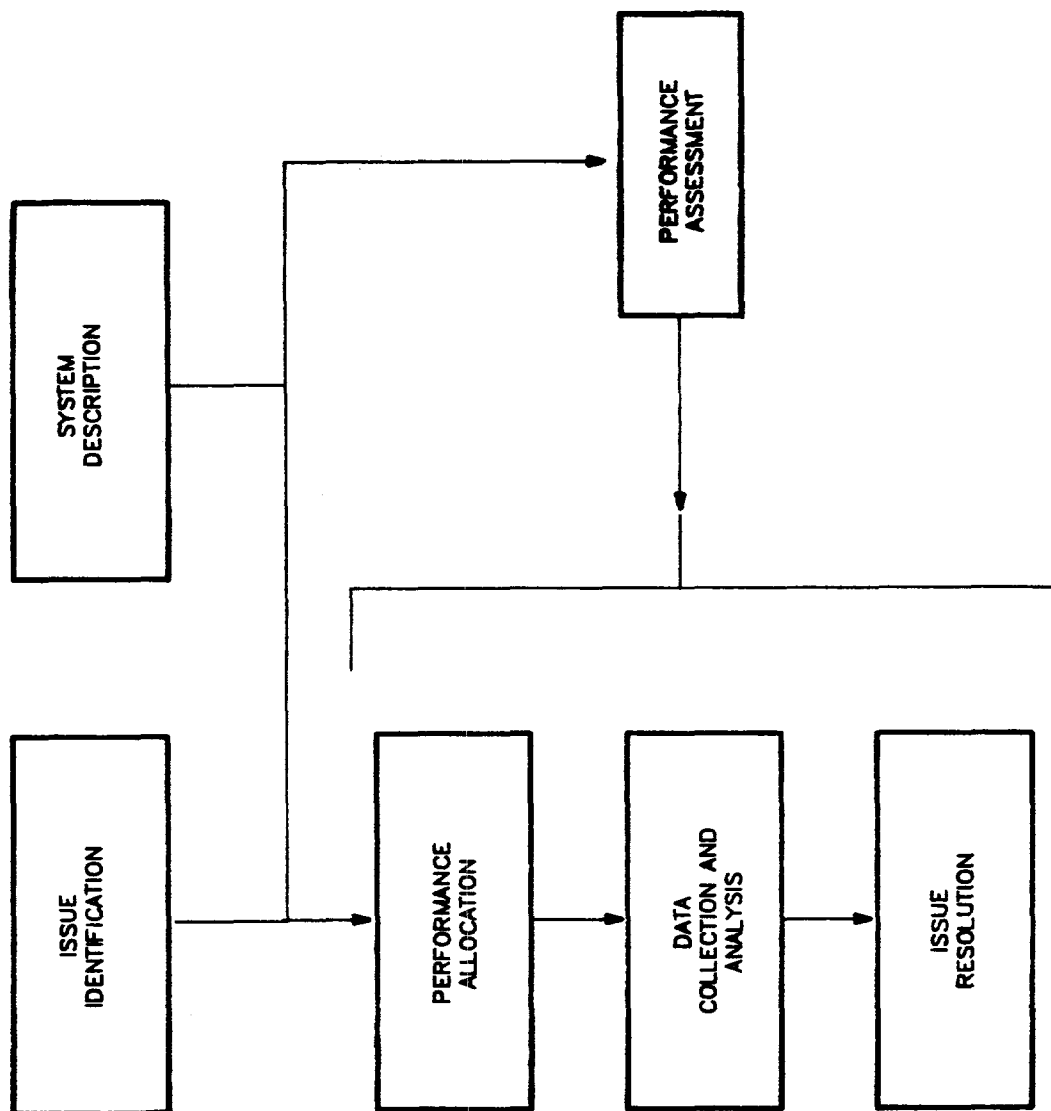 ISSUE
IDENTIFICATION
SYSTEM
DESCRIPTION
PERFORMANCE
ALLOCATION
DATA
COLLECTION AND
ANALYSIS
ISSUE
RESOLUTION
PERFORMANCE
ASSESSMENT